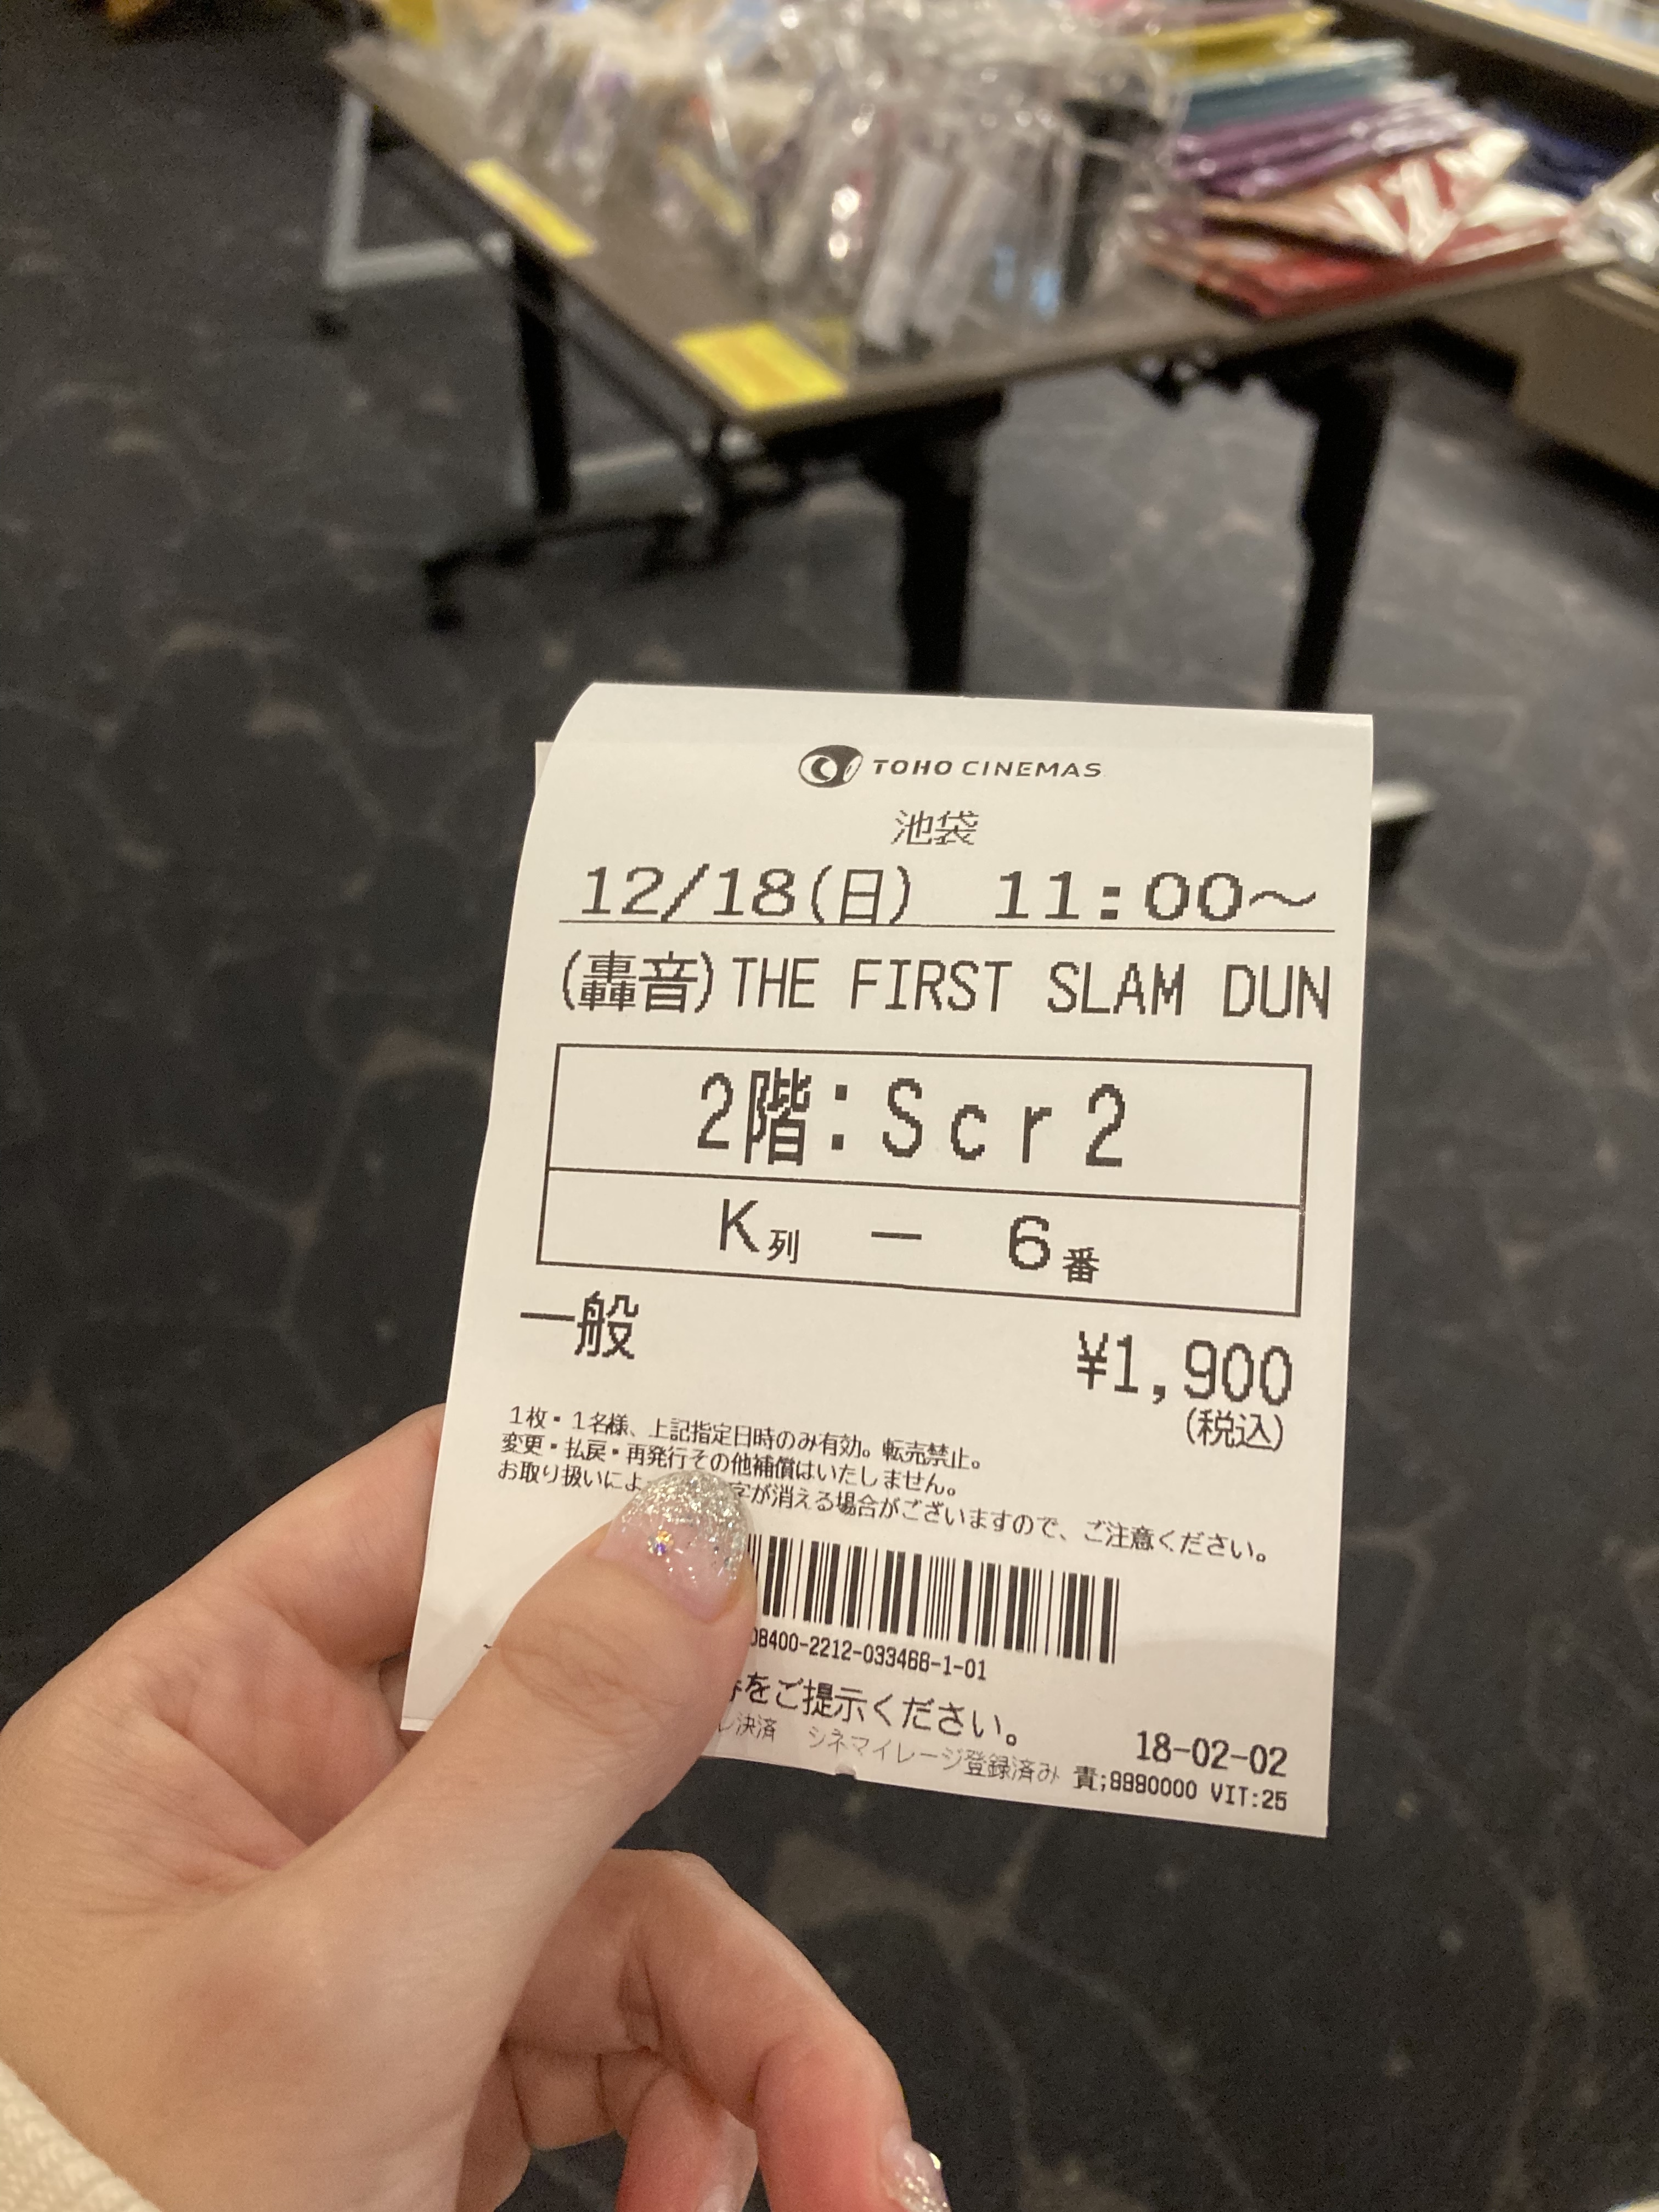 TOHO CINEMAS
池袋
12/18(日) 11:00～
(轟音)THE FIRST SLAM DUN
2階:Scr2
K列 － 6番
一般 ¥1,900
(税込)
1枚・1名様、上記指定日時のみ有効。転売禁止。
変更・払戻・再発行その他補償はいたしません。
お取り扱いによ 字が消える場合がございますので、ご注意ください。
08400-2212-033466-1-01
をご提示ください。
18-02-02
決済 シネマイレージ登録済み 責;8880000 VIT:25